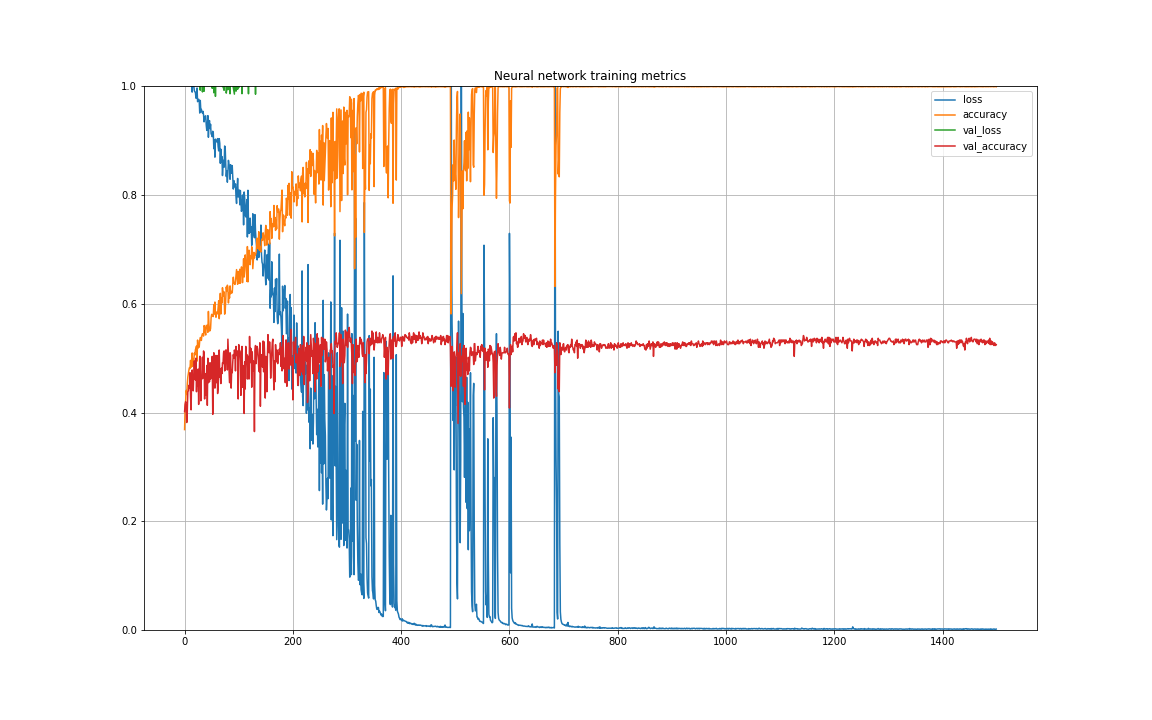 Neural network training metrics
1.0
0.8
0.6
0.4
0.2
0.0
loss
accuracy
val_loss
val_accuracy
0 200 400 600 800 1000 1200 1400